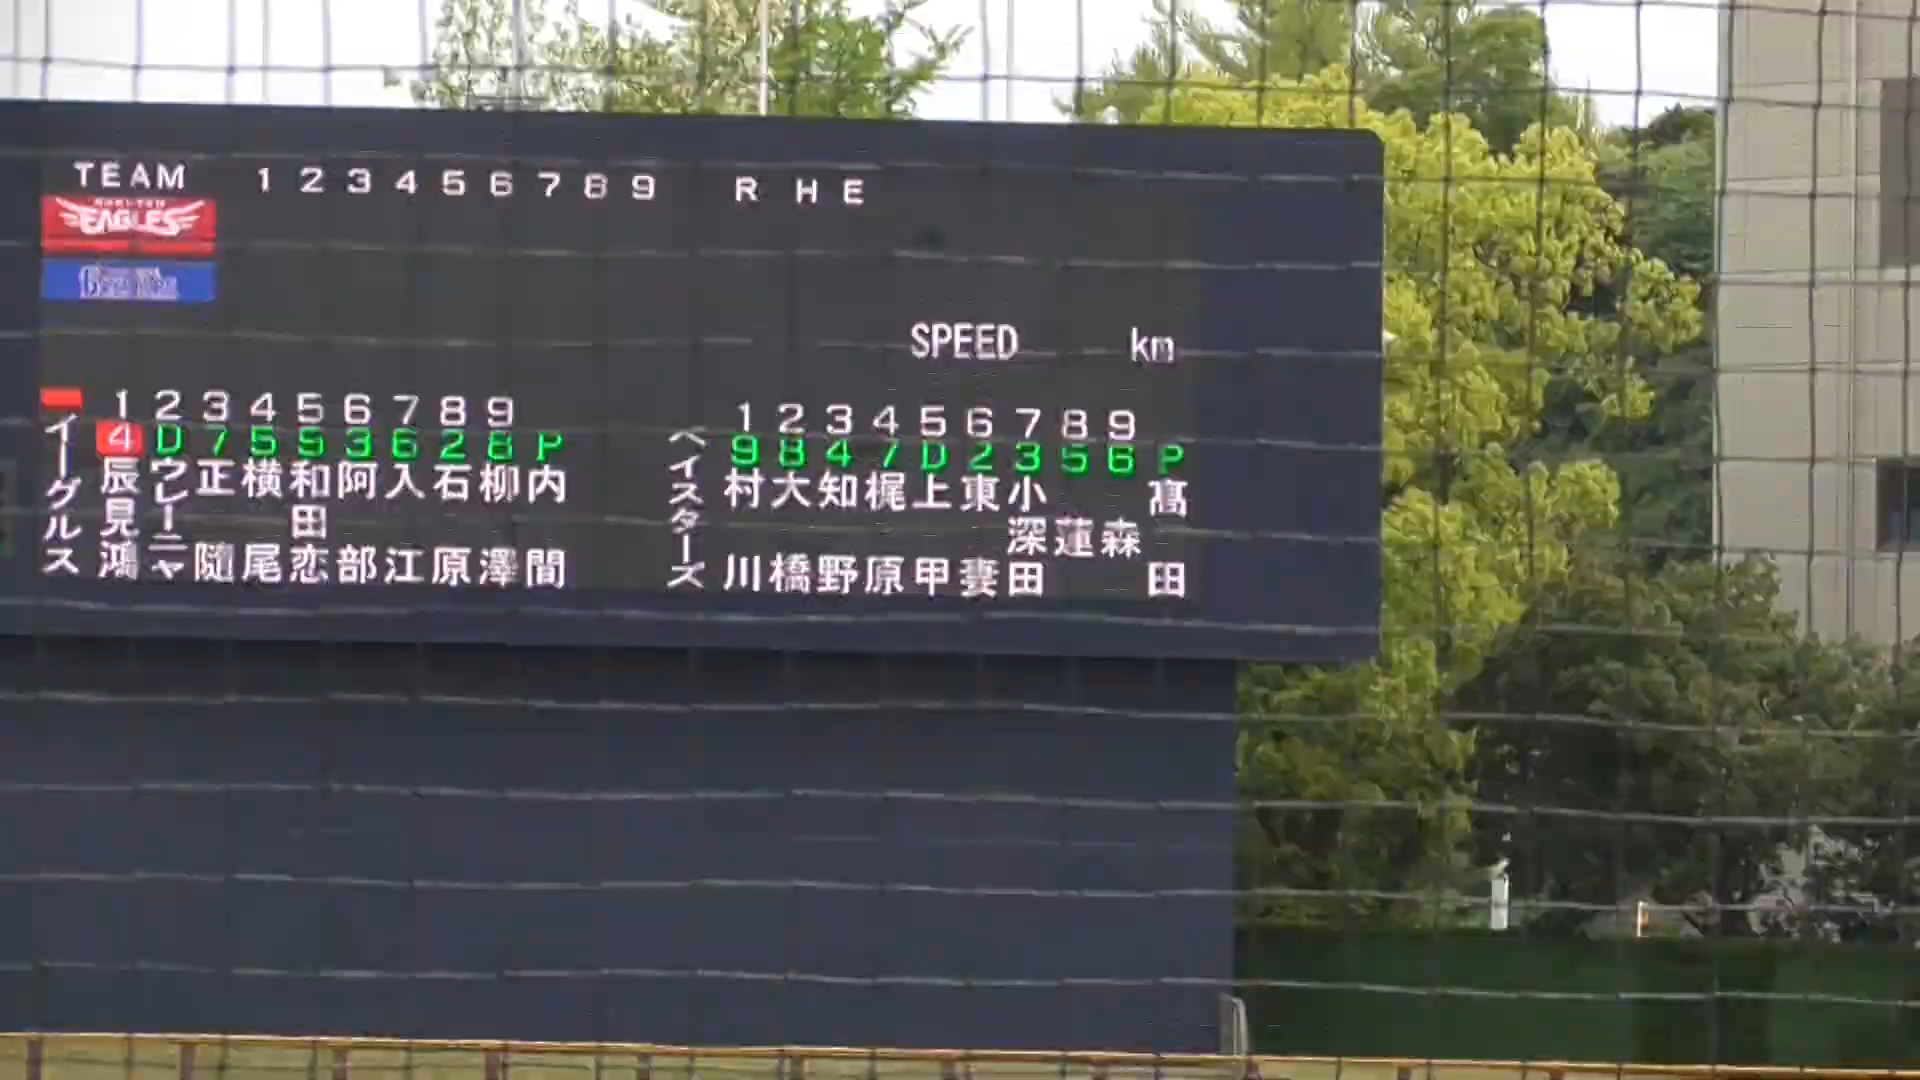 TEAM 1 2 3 4 5 6 7 8 9 R H E
EAGLES
SPEED km
イーグルス
1 2 3 4 5 6 7 8 9
4 D 7 5 9 3 6 2 8 P
辰見鴻 ウレーニャ 正隨 横尾 和田恋 阿部 入江 石原 柳澤 内間
ベイスターズ
1 2 3 4 5 6 7 8 9
9 8 4 7 D 2 3 5 6 P
村川 大橋 知野 梶原 上甲 東妻 小深田 蓮 森 髙田